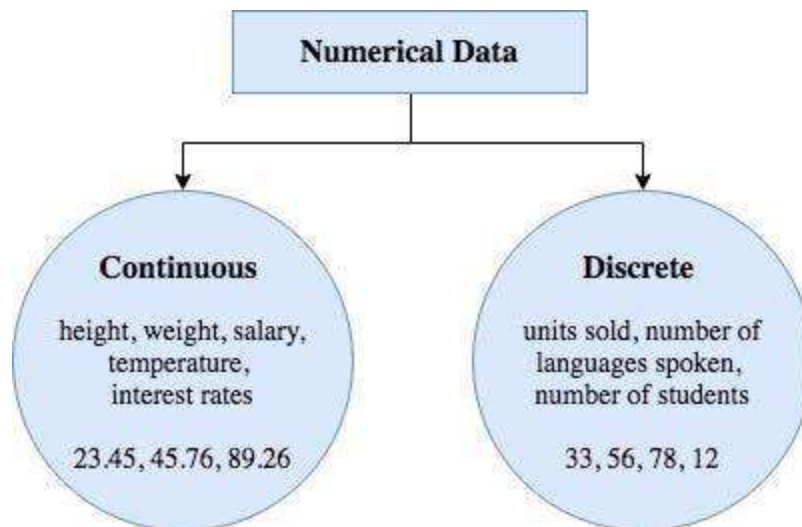 Numerical Data
Continuous
height, weight, salary,
temperature,
interest rates
23.45, 45.76, 89.26
Discrete
units sold, number of
languages spoken,
number of students
33, 56, 78, 12